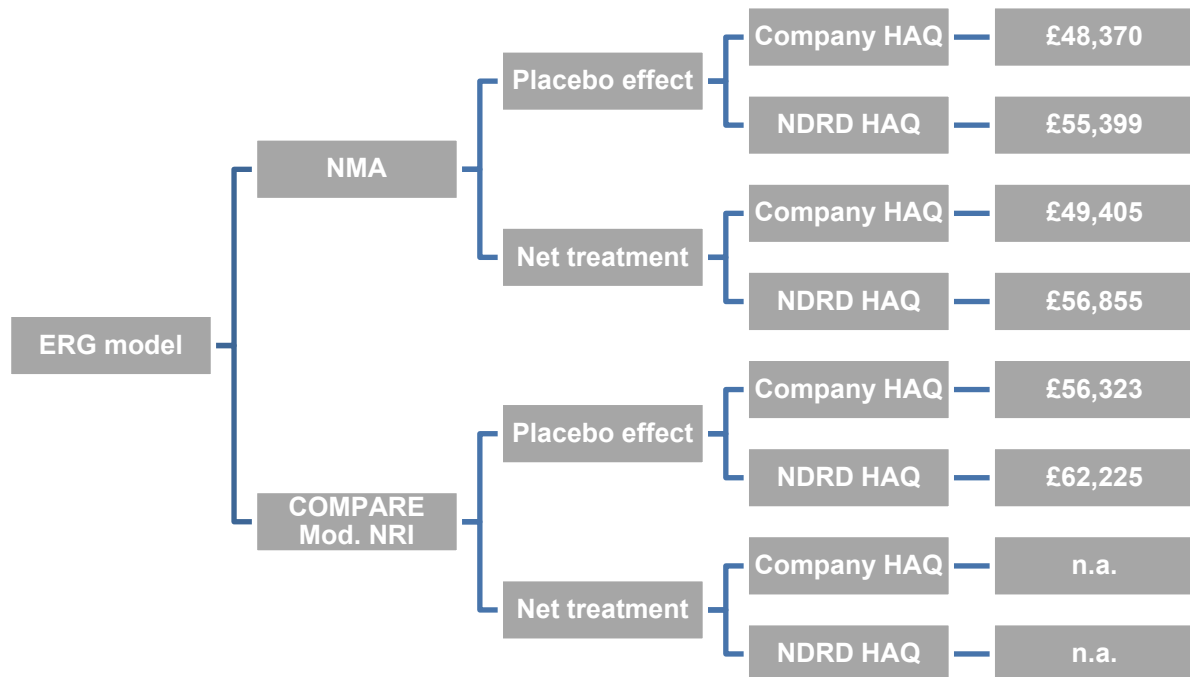 ERG model
NMA
Placebo effect
Company HAQ
£48,370
NDRD HAQ
£55,399
Net treatment
Company HAQ
£49,405
NDRD HAQ
£56,855
COMPARE
Mod. NRI
Placebo effect
Company HAQ
£56,323
NDRD HAQ
£62,225
Net treatment
Company HAQ
n.a.
NDRD HAQ
n.a.